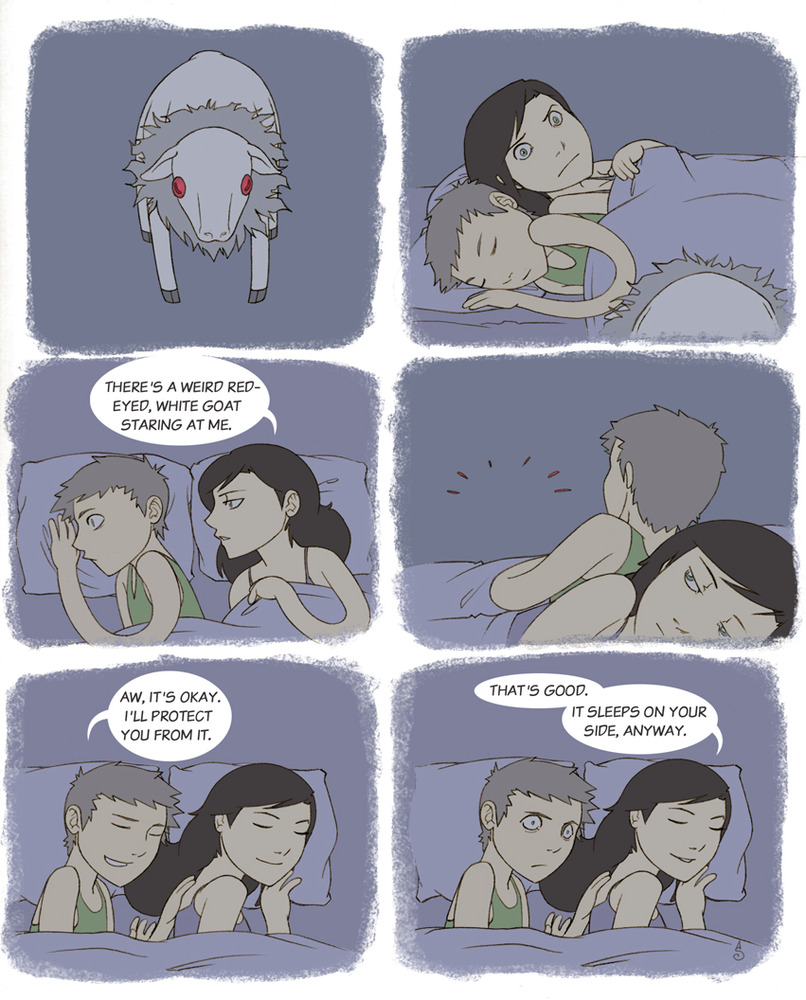 THERE'S A WEIRD RED-
EYED, WHITE GOAT
STARING AT ME.
AW, IT'S OKAY.
I'LL PROTECT
YOU FROM IT.
THAT'S GOOD.
IT SLEEPS ON YOUR
SIDE, ANYWAY.